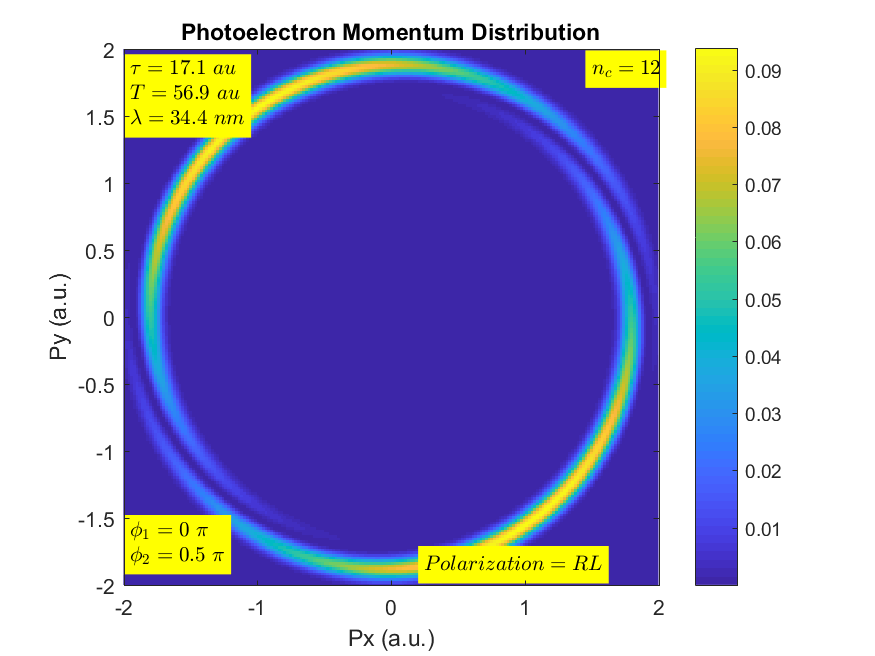 Photoelectron Momentum Distribution
τ = 17.1 au
T = 56.9 au
λ = 34.4 nm
n_c = 12
ϕ₁ = 0 π
ϕ₂ = 0.5 π
Polarization = RL
2
1.5
1
0.5
0
-0.5
-1
-1.5
-2
Py (a.u.)
-2
-1
0
1
2
Px (a.u.)
0.09
0.08
0.07
0.06
0.05
0.04
0.03
0.02
0.01